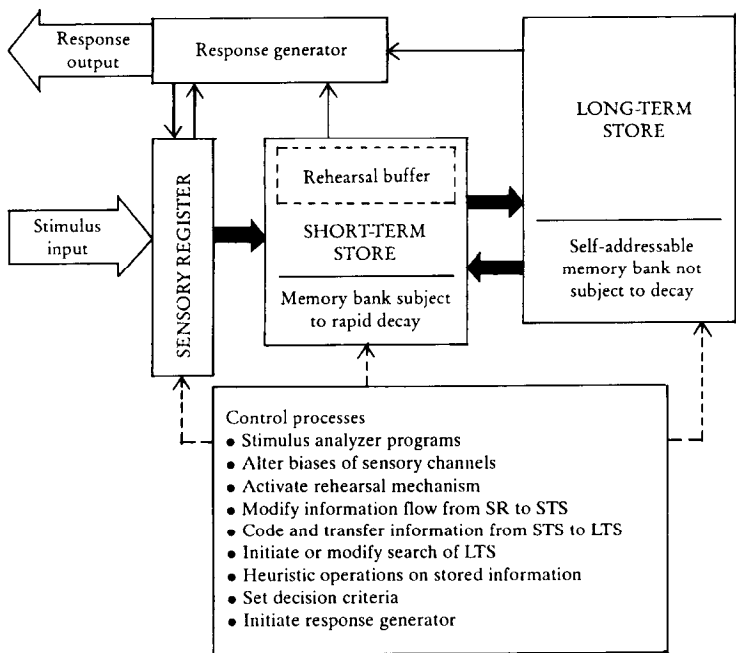 Response
output
Response generator
LONG-TERM
STORE
Self-addressable
memory bank not
subject to decay
Stimulus
input
SENSORY REGISTER
Rehearsal buffer
SHORT-TERM
STORE
Memory bank subject
to rapid decay
Control processes
• Stimulus analyzer programs
• Alter biases of sensory channels
• Activate rehearsal mechanism
• Modify information flow from SR to STS
• Code and transfer information from STS to LTS
• Initiate or modify search of LTS
• Heuristic operations on stored information
• Set decision criteria
• Initiate response generator